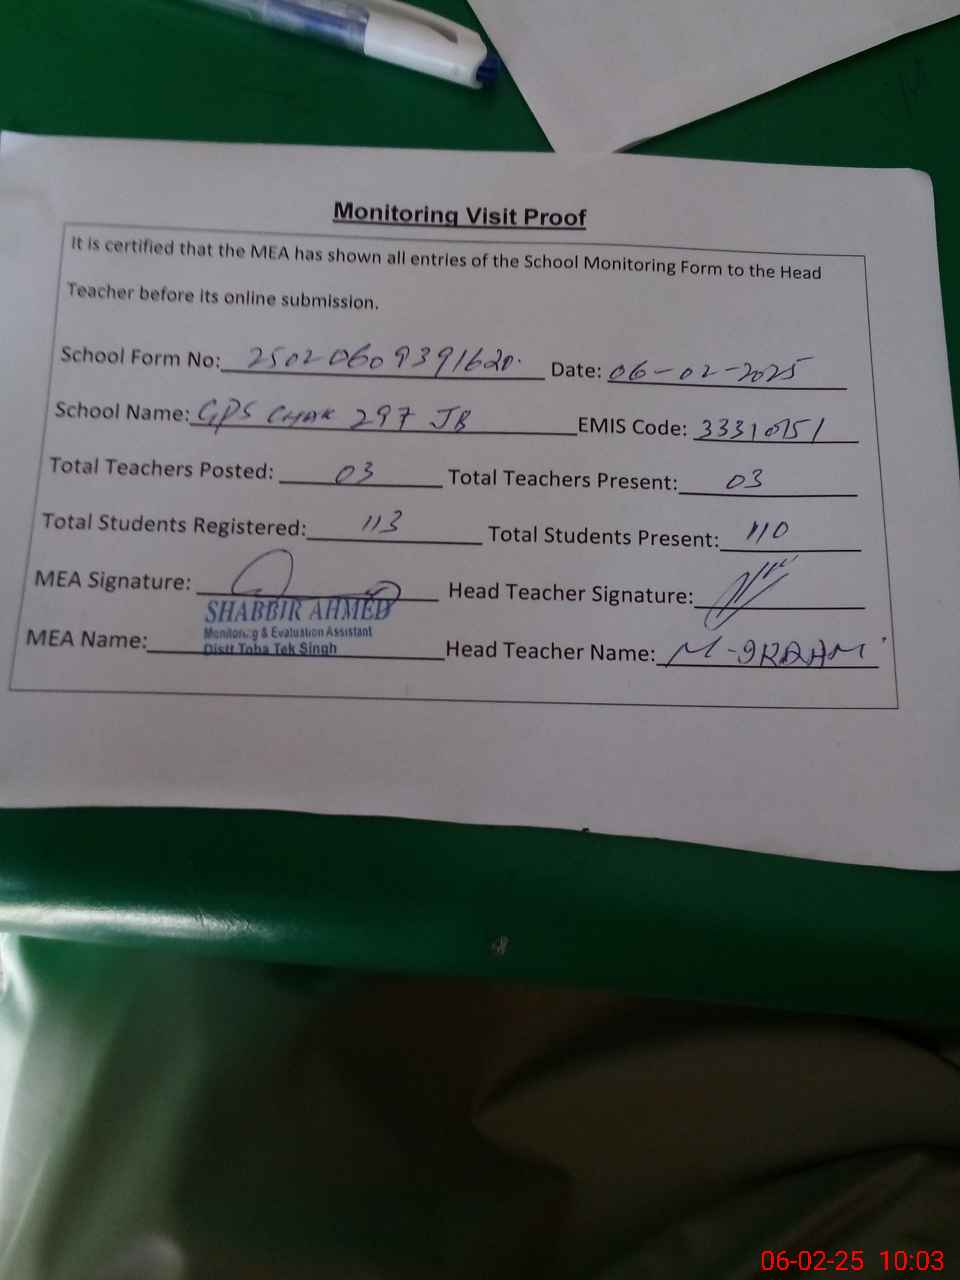 Monitoring Visit Proof
It is certified that the MEA has shown all entries of the School Monitoring Form to the Head
Teacher before its online submission.
School Form No: 25020609391620 Date: 06-02-2025
School Name: GPS CHAK 297 JB EMIS Code: 33310151
Total Teachers Posted: 03 Total Teachers Present: 03
Total Students Registered: 113 Total Students Present: 110
MEA Signature: Head Teacher Signature:
SHABBIR AHMED
Monitoring & Evaluation Assistant
Distt Toba Tek Singh
MEA Name: Head Teacher Name: M-IKRAM
06-02-25 10:03